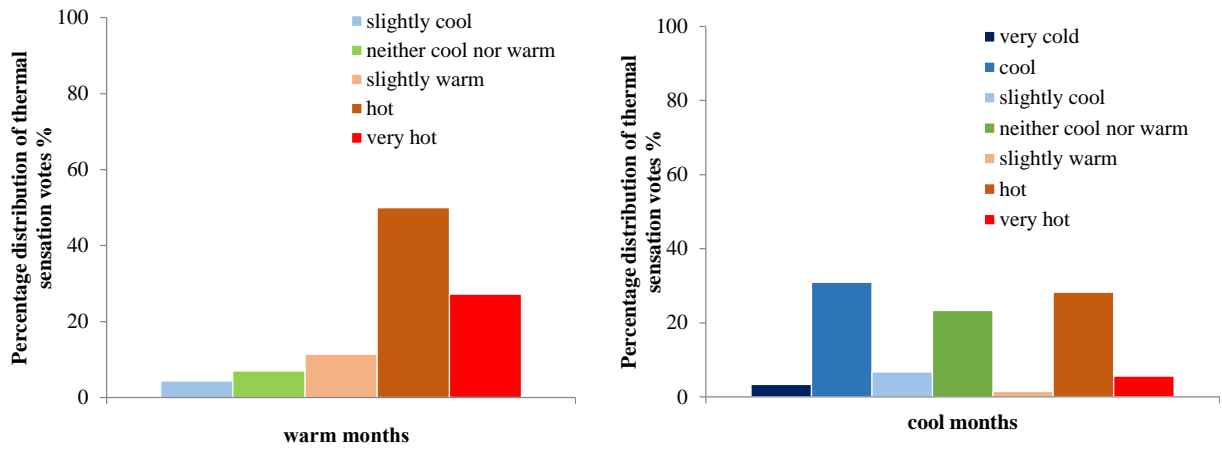 Percentage distribution of thermal
sensation votes %
100
80
60
40
20
0
slightly cool
neither cool nor warm
slightly warm
hot
very hot
warm months
Percentage distribution of thermal
sensation votes %
100
80
60
40
20
0
very cold
cool
slightly cool
neither cool nor warm
slightly warm
hot
very hot
cool months